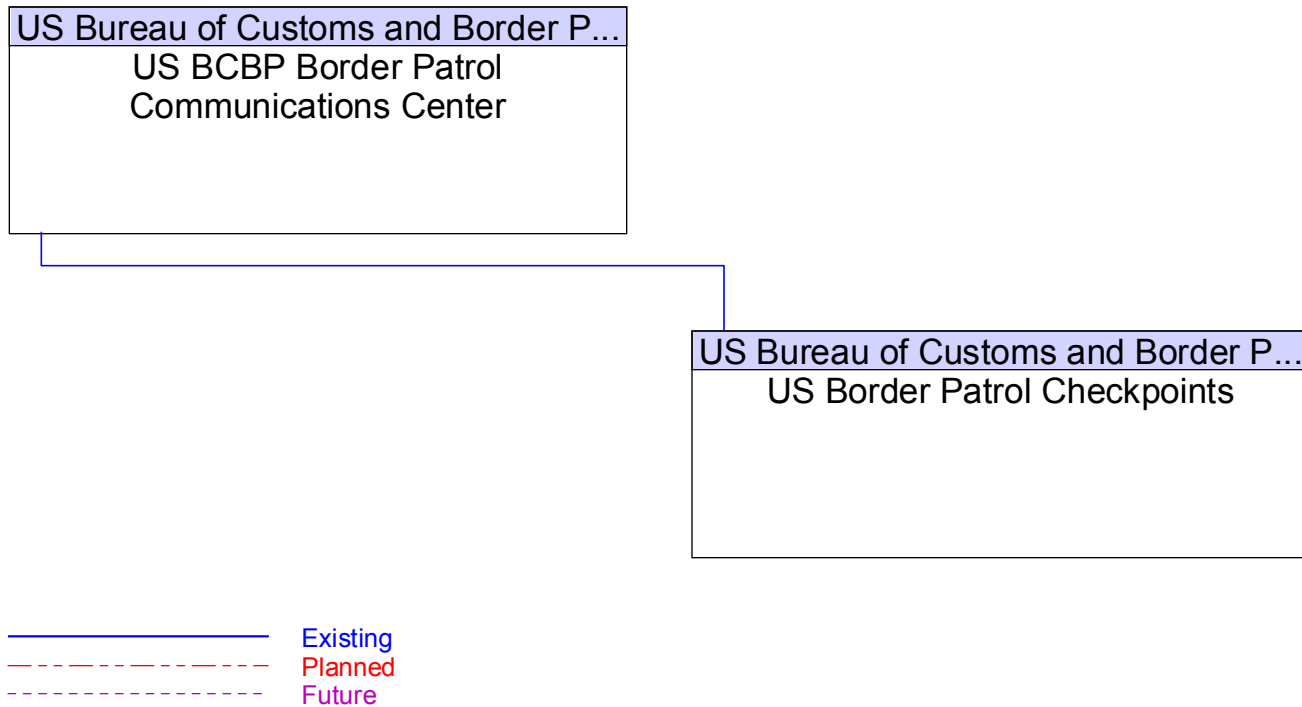 US Bureau of Customs and Border P...
US BCBP Border Patrol
Communications Center
US Bureau of Customs and Border P...
US Border Patrol Checkpoints
Existing
Planned
Future